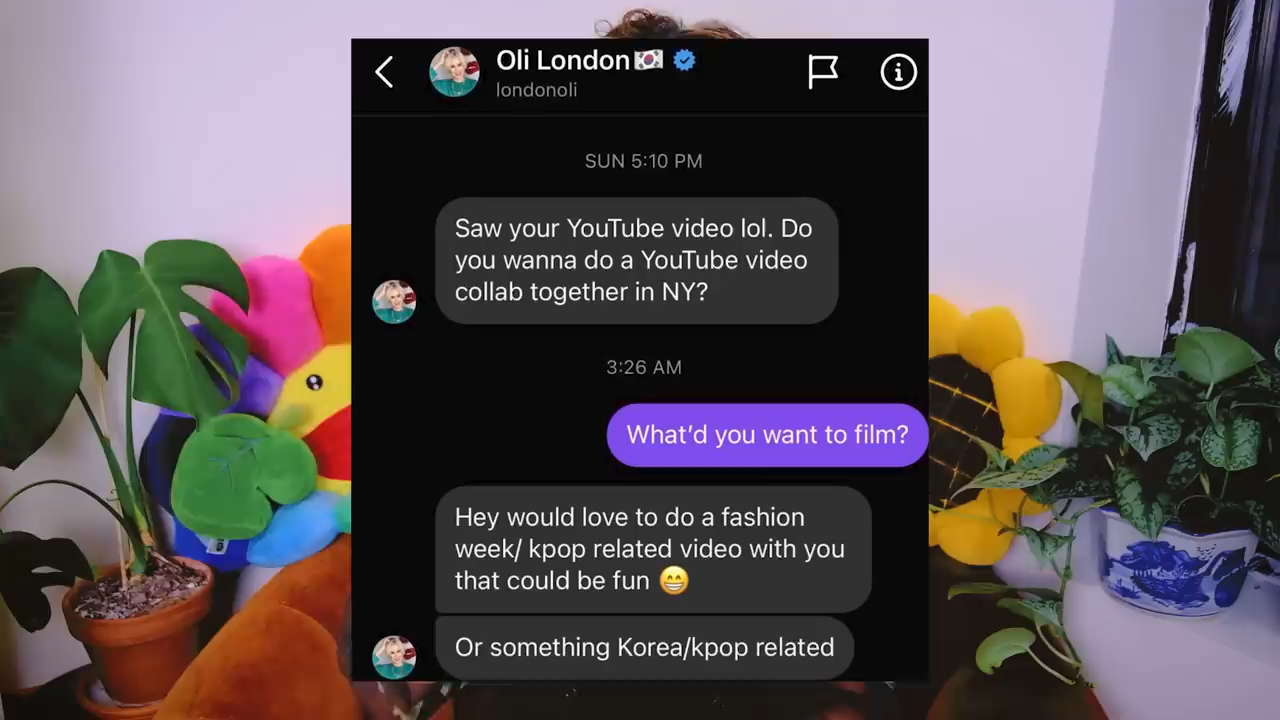 Oli London🇰🇷
londonoli
SUN 5:10 PM
Saw your YouTube video lol. Do
you wanna do a YouTube video
collab together in NY?
3:26 AM
What'd you want to film?
Hey would love to do a fashion
week/ kpop related video with you
that could be fun 😁
Or something Korea/kpop related